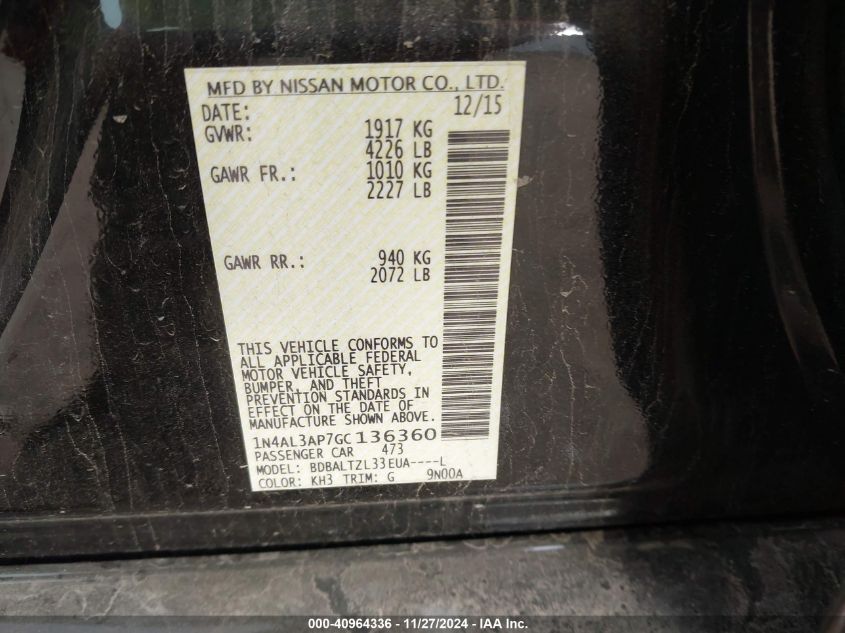 MFD BY NISSAN MOTOR CO., LTD.
DATE: 12/15
GVWR: 1917 KG
4226 LB
GAWR FR.: 1010 KG
2227 LB
GAWR RR.: 940 KG
2072 LB
THIS VEHICLE CONFORMS TO
ALL APPLICABLE FEDERAL
MOTOR VEHICLE SAFETY,
BUMPER, AND THEFT
PREVENTION STANDARDS IN
EFFECT ON THE DATE OF
MANUFACTURE SHOWN ABOVE.
1N4AL3AP7GC136360
PASSENGER CAR 473
MODEL: BDBALTZL33EUA----L
COLOR: KH3 TRIM: G 9N00A
000-40964336 - 11/27/2024 - IAA Inc.